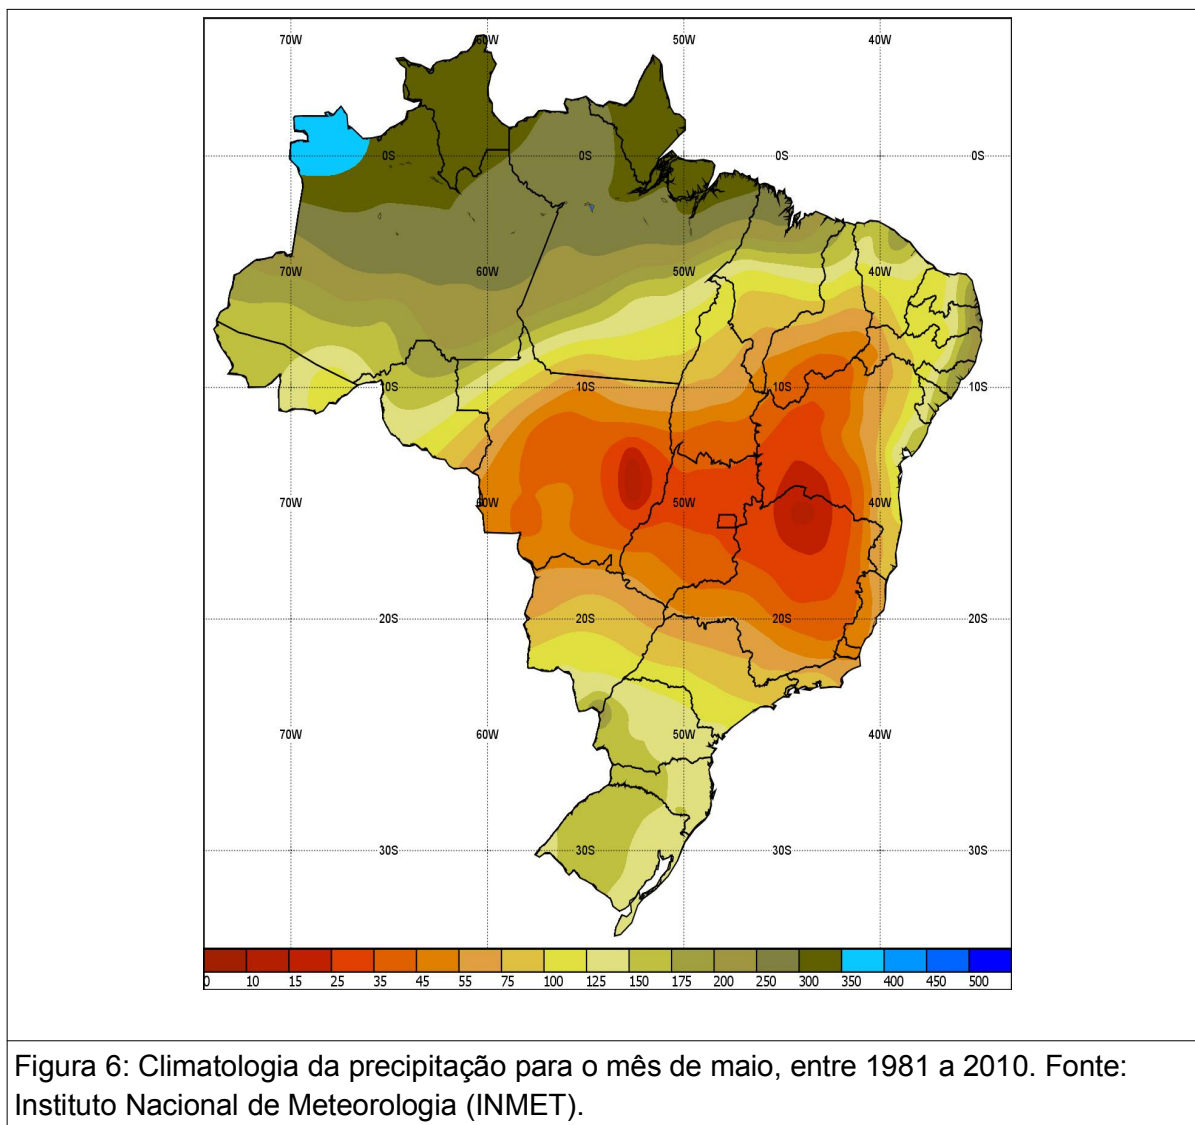 70W 60W 50W 40W
0S 0S 0S 0S
70W 60W 50W 40W
10S 10S 10S 10S
70W 60W 50W 40W
20S 20S 20S 20S
70W 60W 50W 40W
30S 30S 30S 30S
0 10 15 25 35 45 55 75 100 125 150 175 200 250 300 350 400 450 500
Figura 6: Climatologia da precipitação para o mês de maio, entre 1981 a 2010. Fonte:
Instituto Nacional de Meteorologia (INMET).